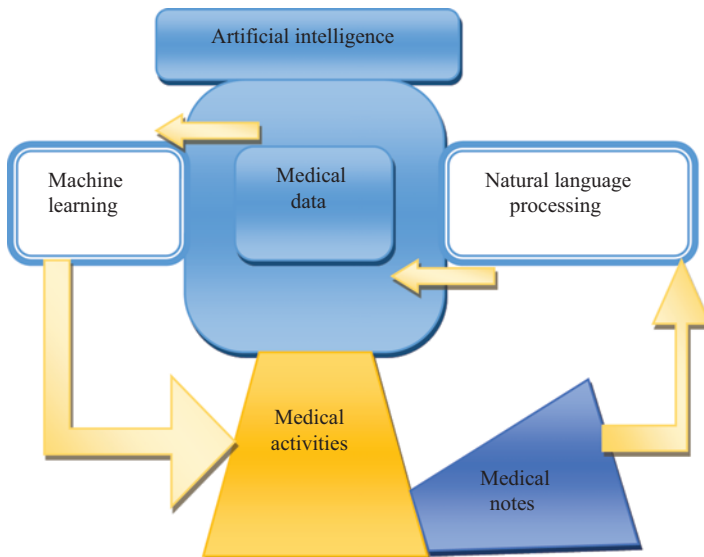 Artificial intelligence
Machine
learning
Medical
data
Natural language
processing
Medical
activities
Medical
notes